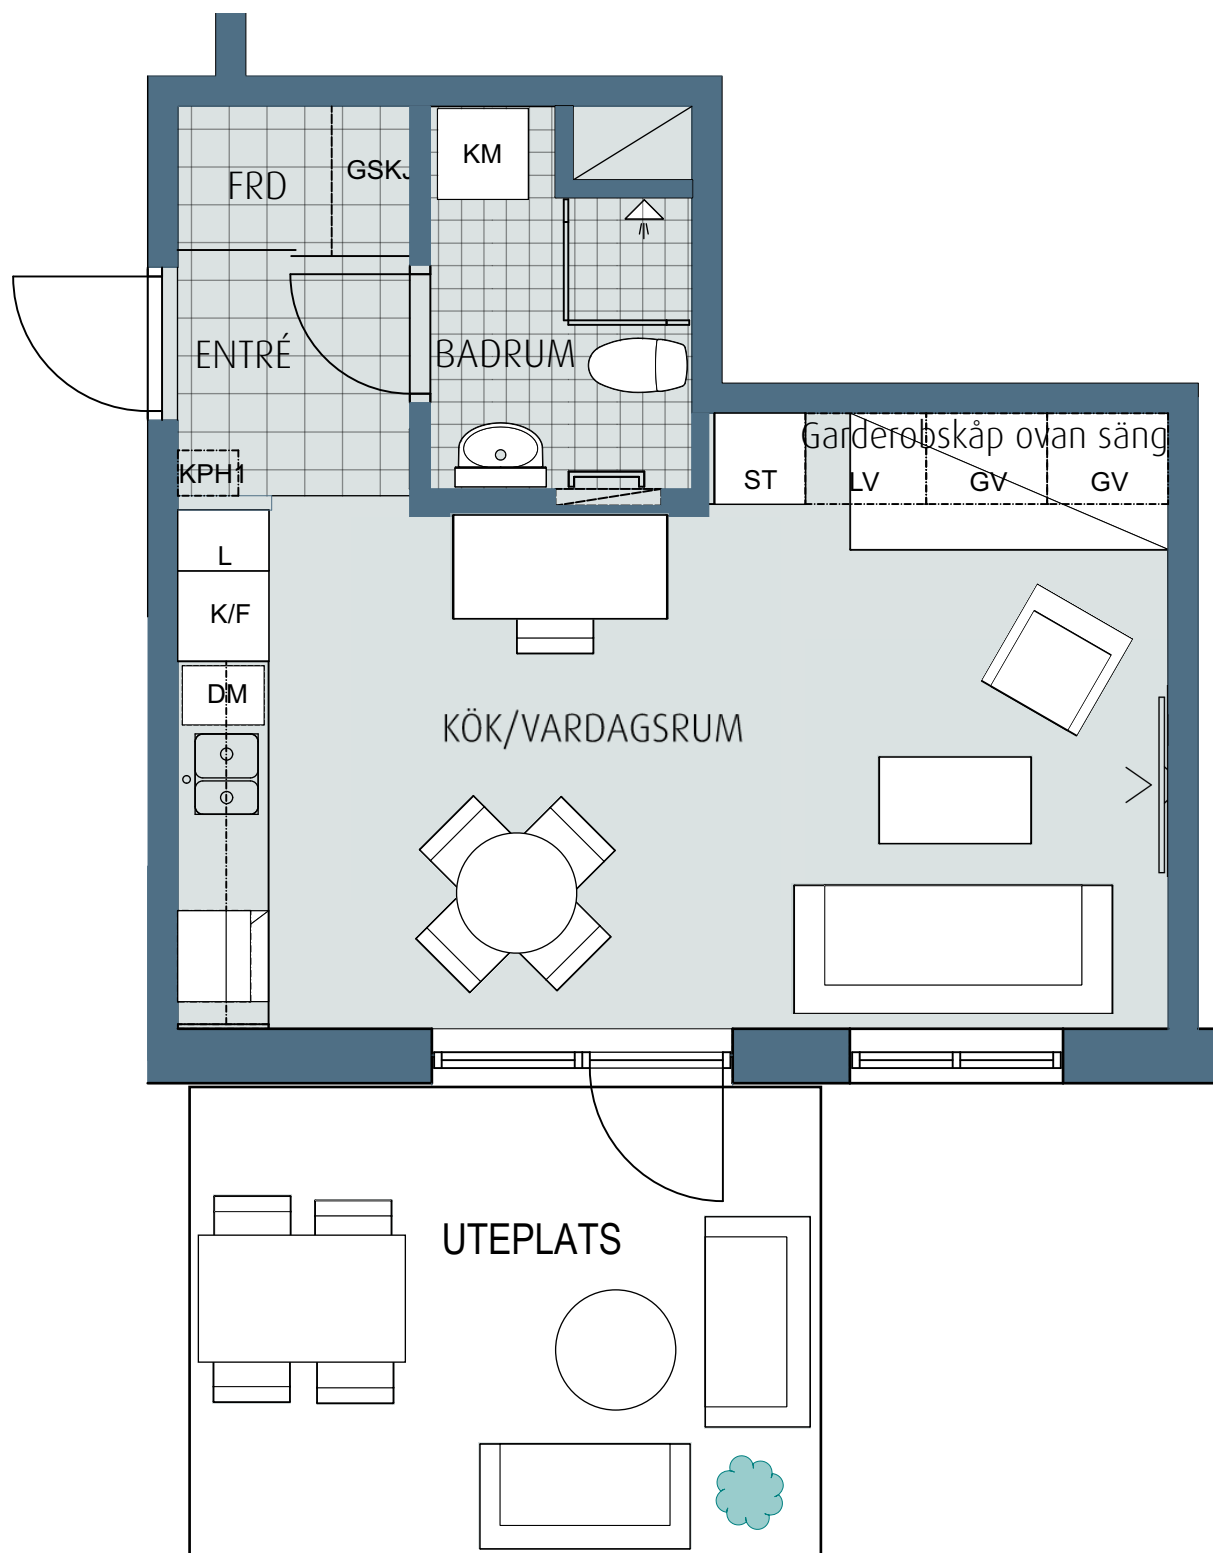 KM
GSKJ
FRD
ENTRÉ
BADRUM
Garderobskåp ovan säng
KPH1
ST
LV
GV
GV
L
K/F
DM
KÖK/VARDAGSRUM
UTEPLATS